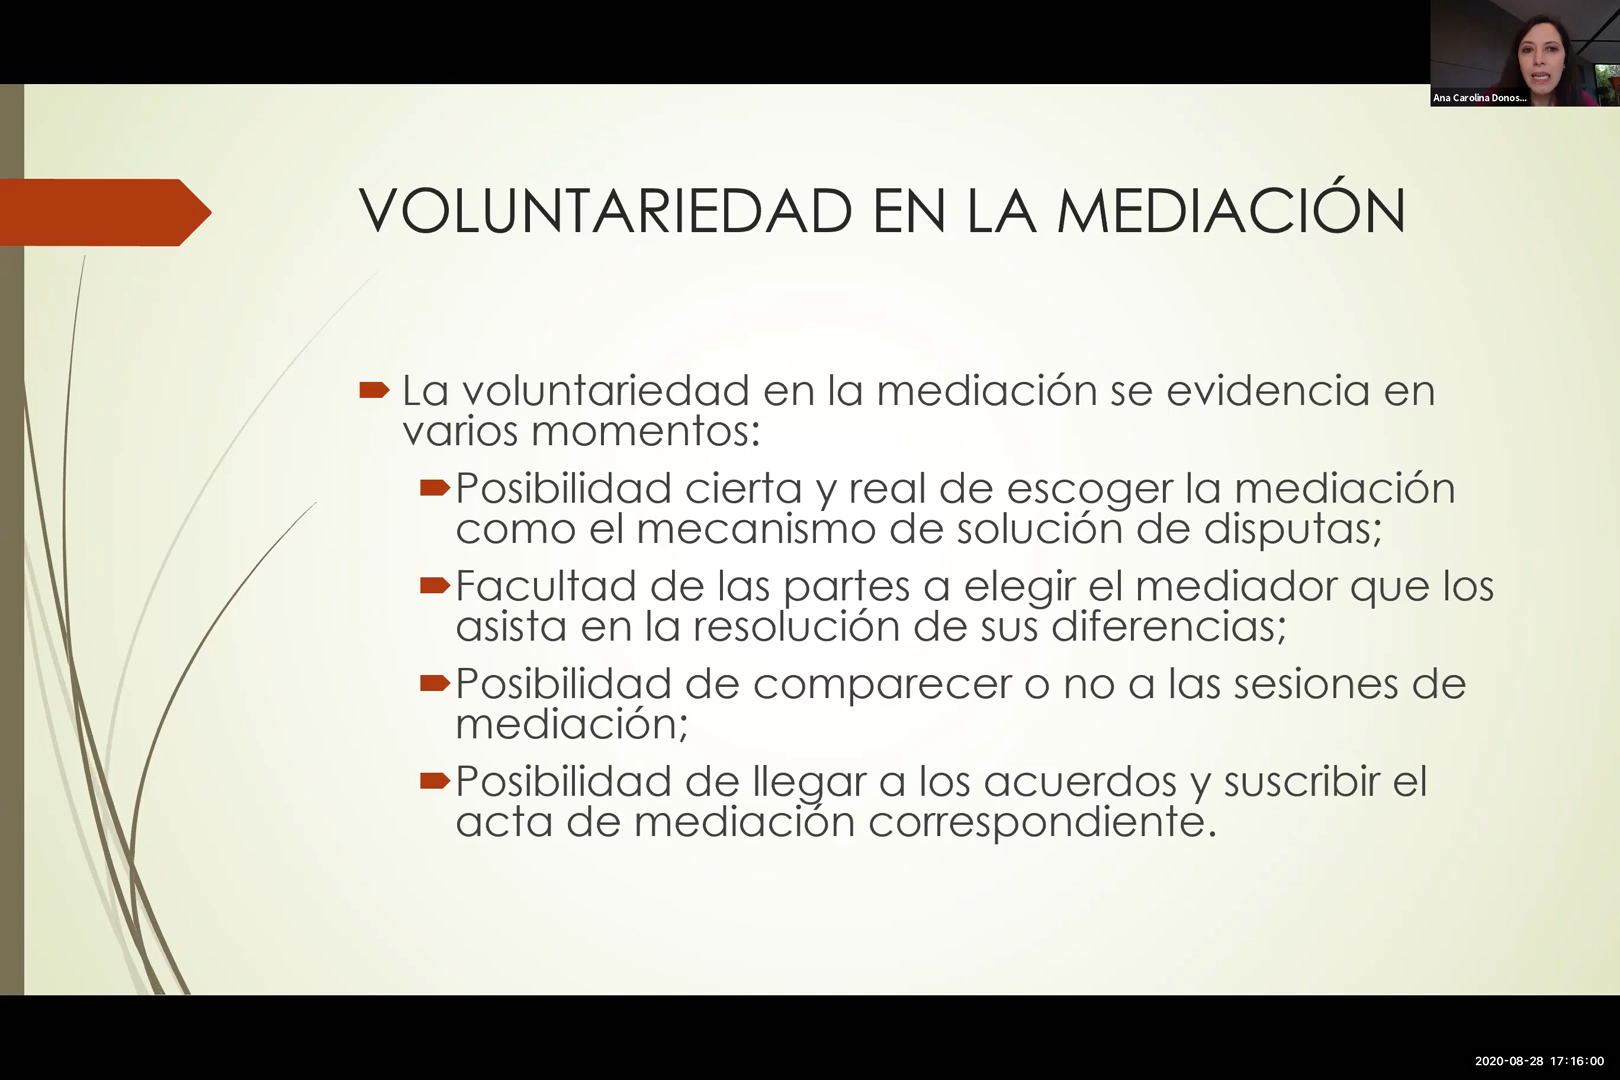 Ana Carolina Donos...
VOLUNTARIEDAD EN LA MEDIACIÓN
La voluntariedad en la mediación se evidencia en
varios momentos:
Posibilidad cierta y real de escoger la mediación
como el mecanismo de solución de disputas;
Facultad de las partes a elegir el mediador que los
asista en la resolución de sus diferencias;
Posibilidad de comparecer o no a las sesiones de
mediación;
Posibilidad de llegar a los acuerdos y suscribir el
acta de mediación correspondiente.
2020-08-28 17:16:00